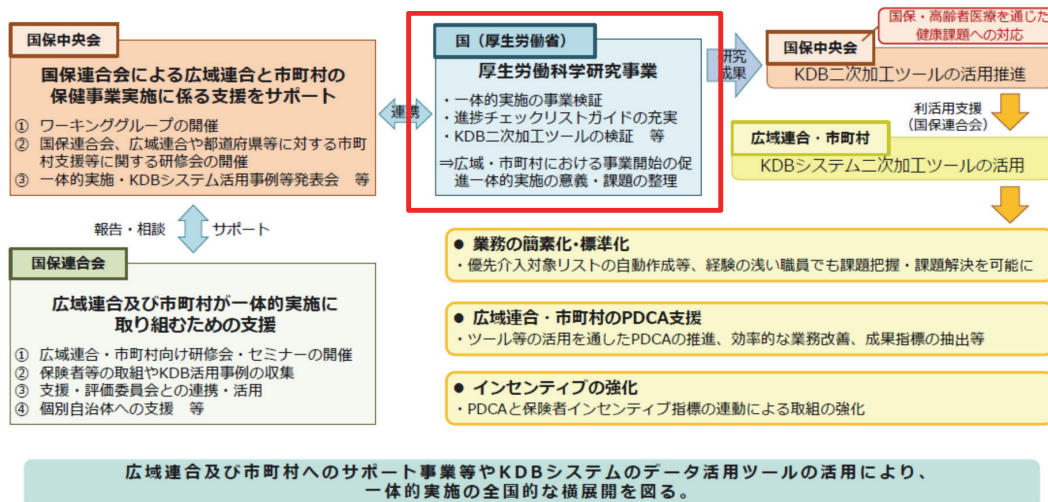 国保中央会
国保連合会による広域連合と市町村の
保健事業実施に係る支援をサポート
① ワーキンググループの開催
② 国保連合会、広域連合や都道府県等に対する市町
村支援等に関する研修会の開催
③ 一体的実施・KDBシステム活用事例等発表会 等
報告・相談
サポート
国保連合会
広域連合及び市町村が一体的実施に
取り組むための支援
① 広域連合・市町村向け研修会・セミナーの開催
② 保険者等の取組やKDB活用事例の収集
③ 支援・評価委員会との連携・活用
④ 個別自治体への支援 等
連携
国（厚生労働省）
厚生労働科学研究事業
・一体的実施の事業検証
・進捗チェックリストガイドの充実
・KDB二次加工ツールの検証 等
⇒広域・市町村における事業開始の促
進一体的実施の意義・課題の整理
研究
成果
国保・高齢者医療を通じた
健康課題への対応
国保中央会
KDB二次加工ツールの活用推進
利活用支援
（国保連合会）
広域連合・市町村
KDBシステム二次加工ツールの活用
● 業務の簡素化・標準化
・優先介入対象リストの自動作成等、経験の浅い職員でも課題把握・課題解決を可能に
● 広域連合・市町村のPDCA支援
・ツール等の活用を通したPDCAの推進、効率的な業務改善、成果指標の抽出等
● インセンティブの強化
・PDCAと保険者インセンティブ指標の連動による取組の強化
広域連合及び市町村へのサポート事業等やKDBシステムのデータ活用ツールの活用により、
一体的実施の全国的な横展開を図る。